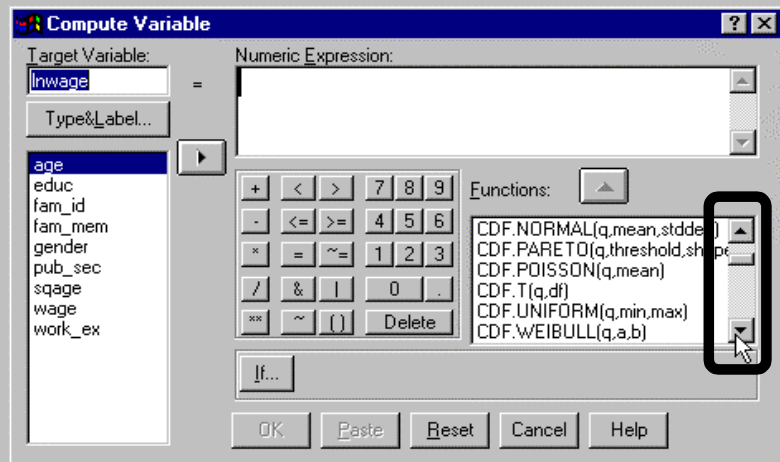 Compute Variable
? ×
Target Variable:
lnwage
=
Type&Label...
age
educ
fam_id
fam_mem
gender
pub_sec
sqage
wage
work_ex
Numeric Expression:
+ < > 7 8 9
- <= >= 4 5 6
* = ~= 1 2 3
/ & | 0 .
** ~ () Delete
Functions:
CDF.NORMAL(q,mean,stddev)
CDF.PARETO(q,threshold,shape
CDF.POISSON(q,mean)
CDF.T(q,df)
CDF.UNIFORM(q,min,max)
CDF.WEIBULL(q,a,b)
If...
OK Paste Reset Cancel Help